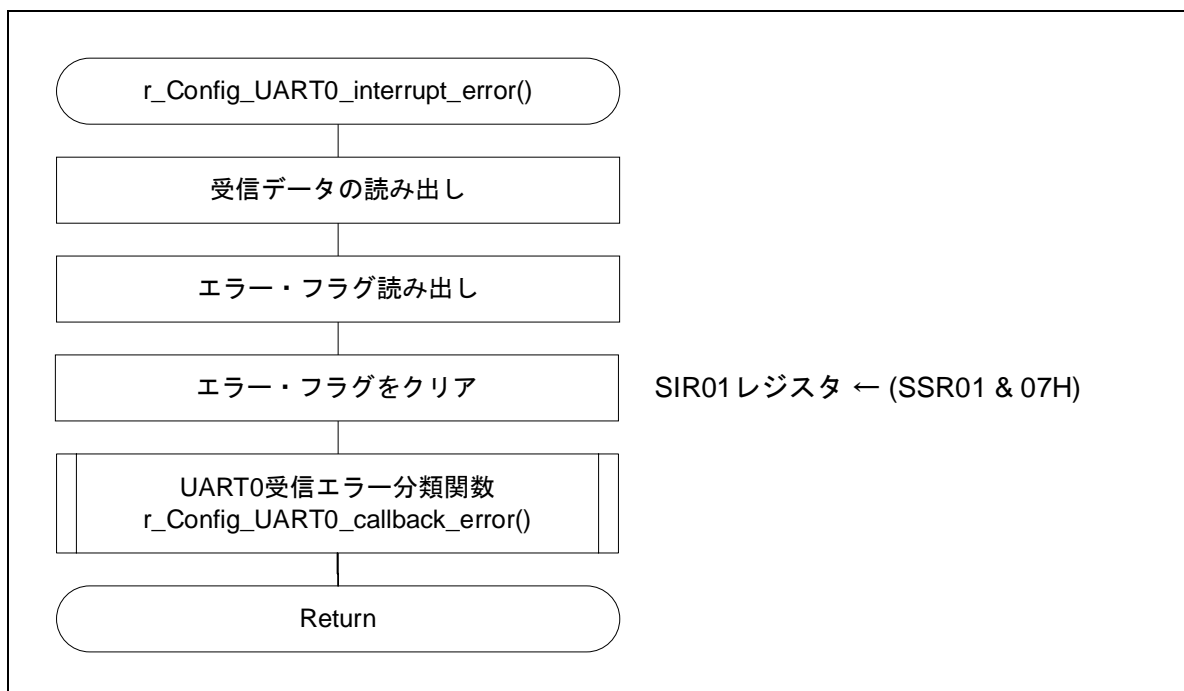 r_Config_UART0_interrupt_error()
受信データの読み出し
エラー・フラグ読み出し
エラー・フラグをクリア
SIR01レジスタ ← (SSR01 & 07H)
UART0受信エラー分類関数
r_Config_UART0_callback_error()
Return